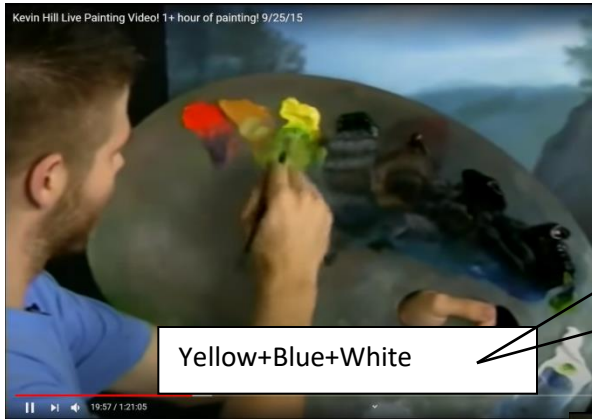 Kevin Hill Live Painting Video! 1+ hour of painting! 9/25/15
Yellow+Blue+White
19:57 / 1:21:05